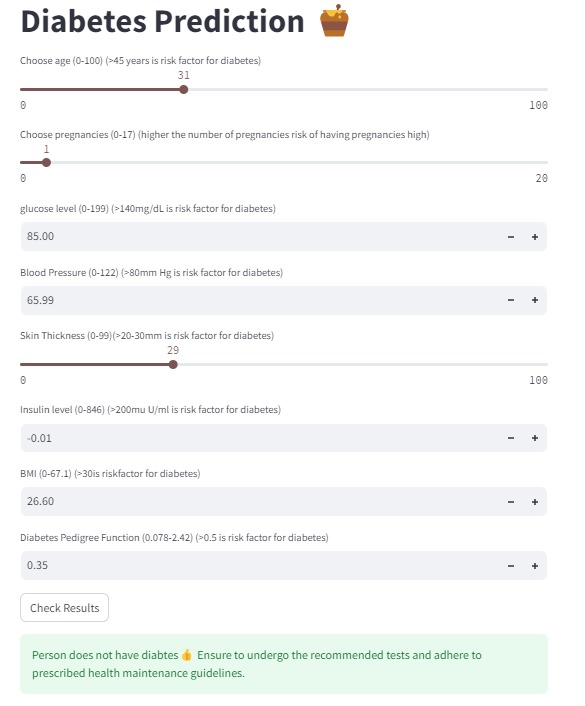 Diabetes Prediction
Choose age (0-100) (>45 years is risk factor for diabetes)
31
0 100
Choose pregnancies (0-17) (higher the number of pregnancies risk of having pregnancies high)
1
0 20
glucose level (0-199) (>140mg/dL is risk factor for diabetes)
85.00
Blood Pressure (0-122) (>80mm Hg is risk factor for diabetes)
65.99
Skin Thickness (0-99)(>20-30mm is risk factor for diabetes)
29
0 100
Insulin level (0-846) (>200mu U/ml is risk factor for diabetes)
-0.01
BMI (0-67.1) (>30is riskfactor for diabetes)
26.60
Diabetes Pedigree Function (0.078-2.42) (>0.5 is risk factor for diabetes)
0.35
Check Results
Person does not have diabtes 👍 Ensure to undergo the recommended tests and adhere to
prescribed health maintenance guidelines.